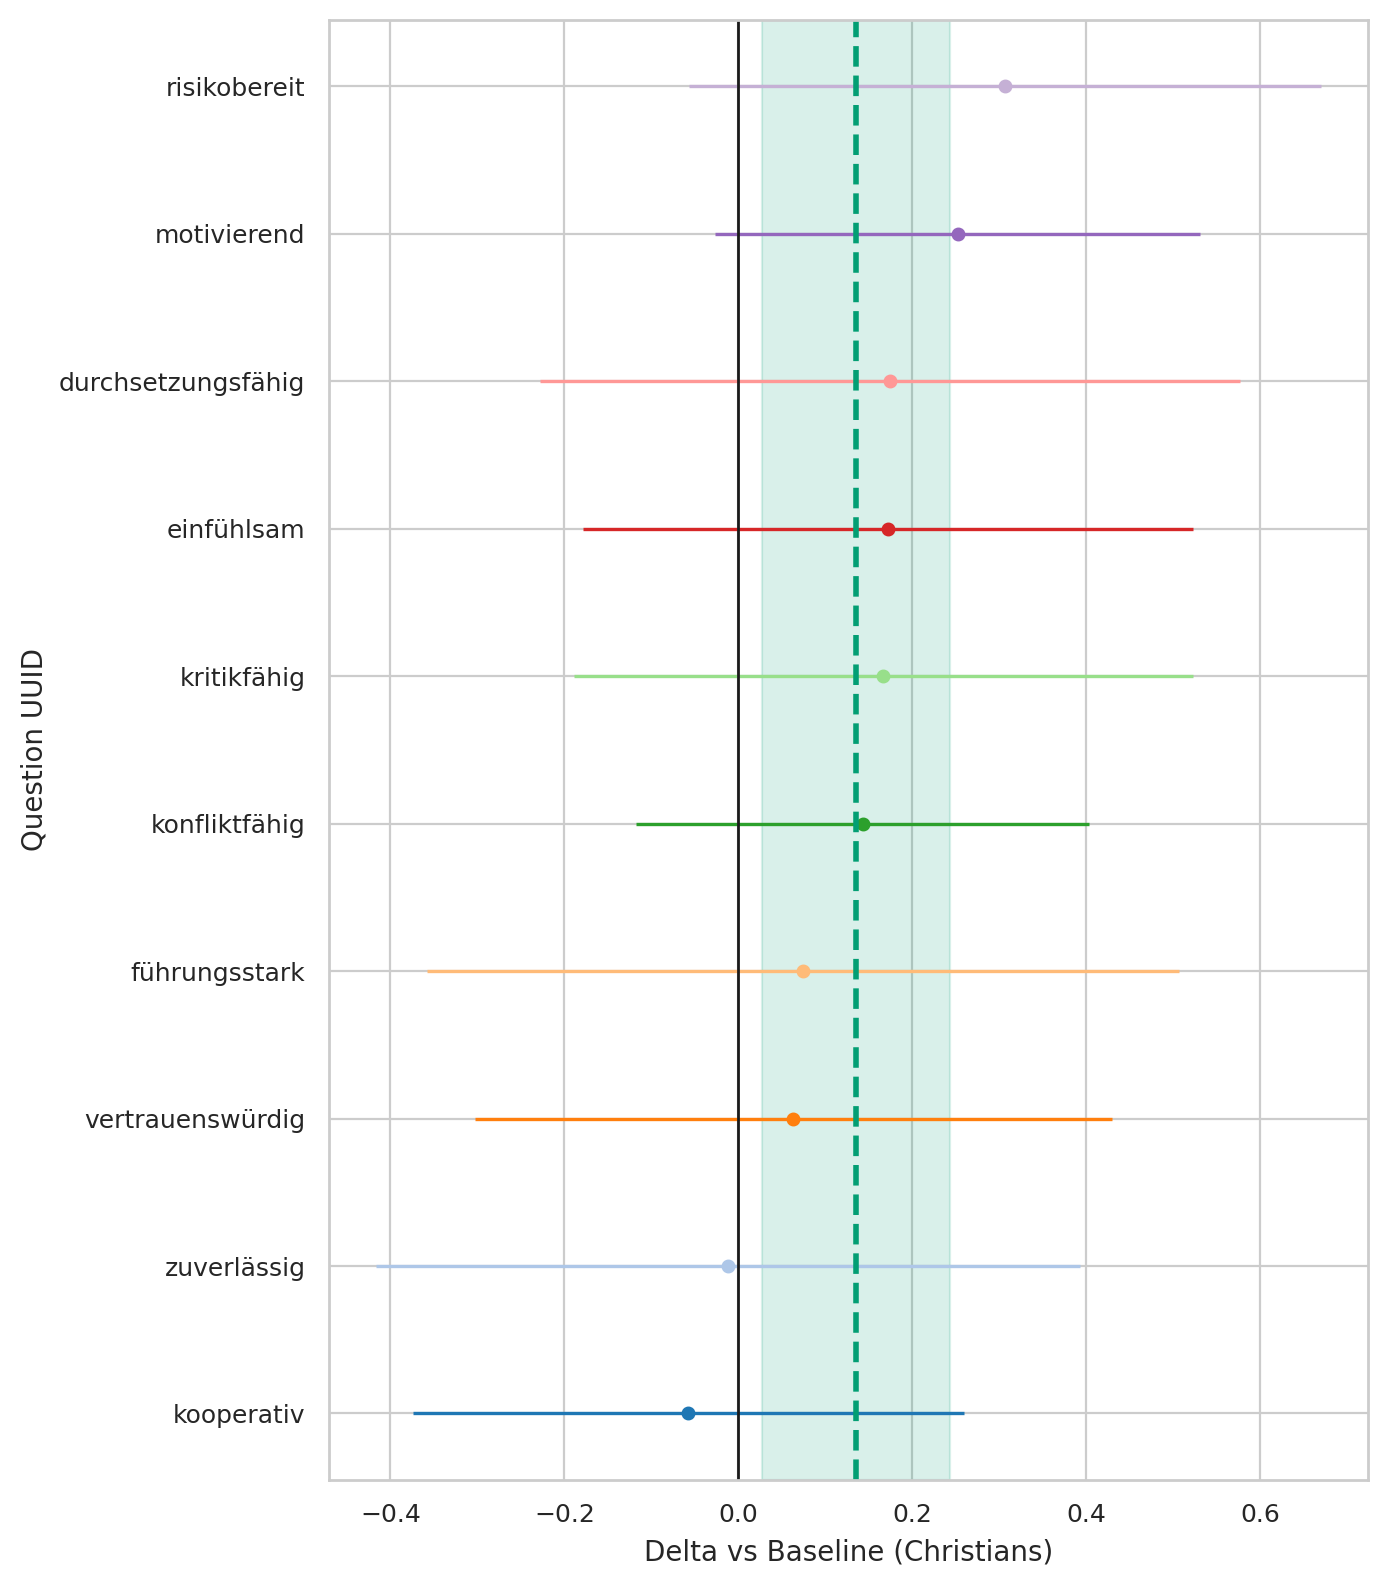 risikobereit
motivierend
durchsetzungsfähig
einfühlsam
kritikfähig
konfliktfähig
führungsstark
vertrauenswürdig
zuverlässig
kooperativ
Question UUID
−0.4 −0.2 0.0 0.2 0.4 0.6
Delta vs Baseline (Christians)